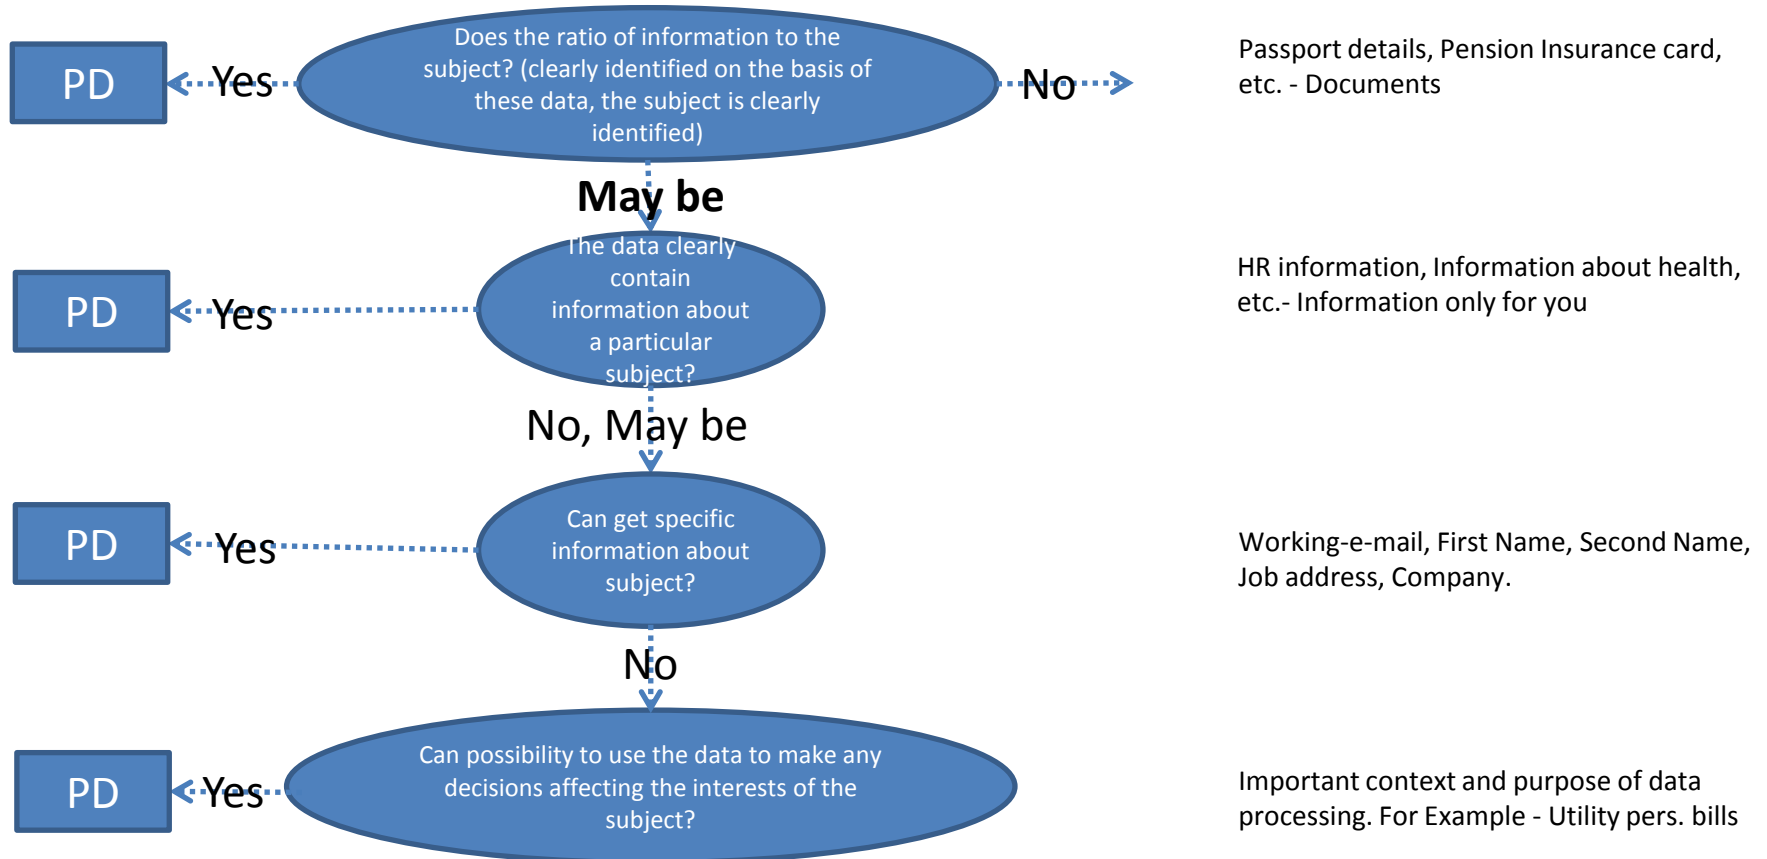 PD
Yes
Does the ratio of information to the
subject? (clearly identified on the basis of
these data, the subject is clearly
identified)
No
Passport details, Pension Insurance card,
etc. - Documents
May be
PD
Yes
The data clearly
contain
information about
a particular
subject?
HR information, Information about health,
etc.- Information only for you
No, May be
PD
Yes
Can get specific
information about
subject?
Working-e-mail, First Name, Second Name,
Job address, Company.
No
PD
Yes
Can possibility to use the data to make any
decisions affecting the interests of the
subject?
Important context and purpose of data
processing. For Example - Utility pers. bills